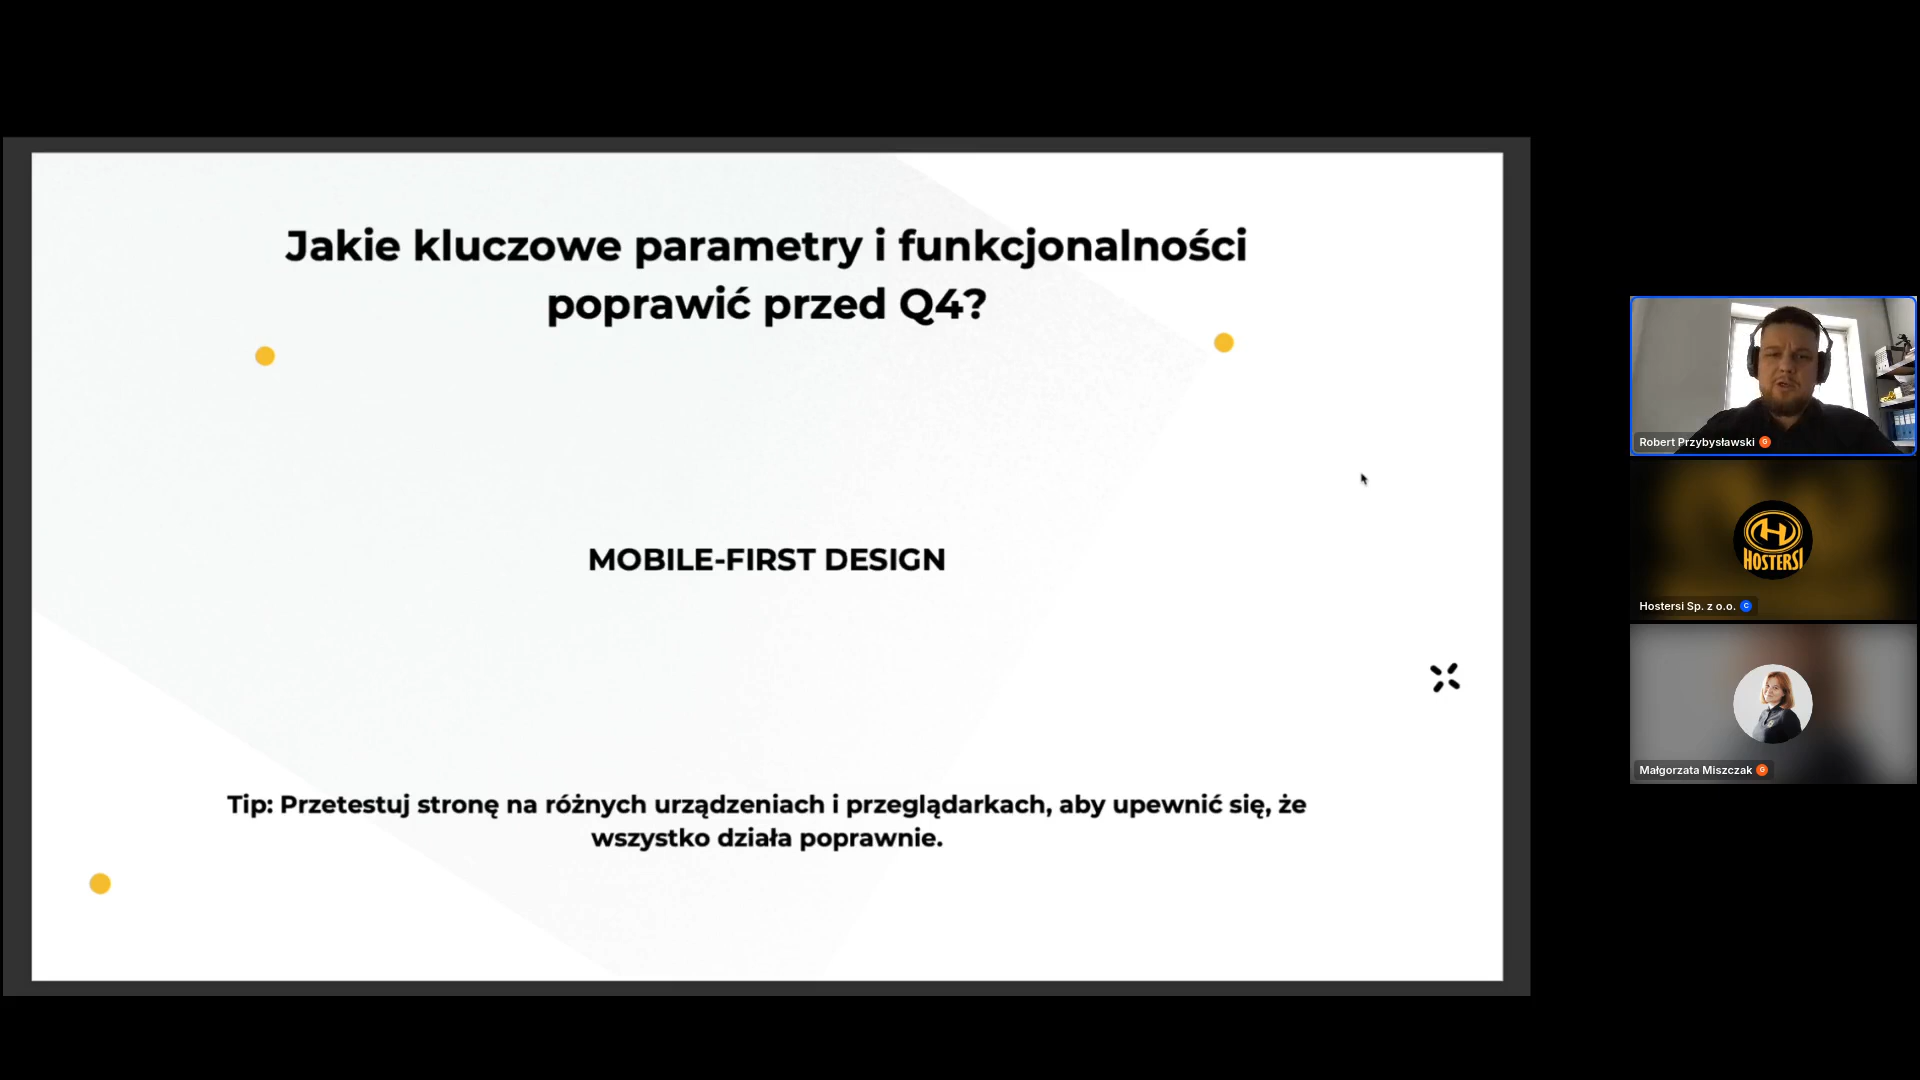 Jakie kluczowe parametry i funkcjonalności
poprawić przed Q4?
MOBILE-FIRST DESIGN
Tip: Przetestuj stronę na różnych urządzeniach i przeglądarkach, aby upewnić się, że
wszystko działa poprawnie.
Robert Przybysławski G
HOSTERSI
Hostersi Sp. z o.o. C
Małgorzata Miszczak G